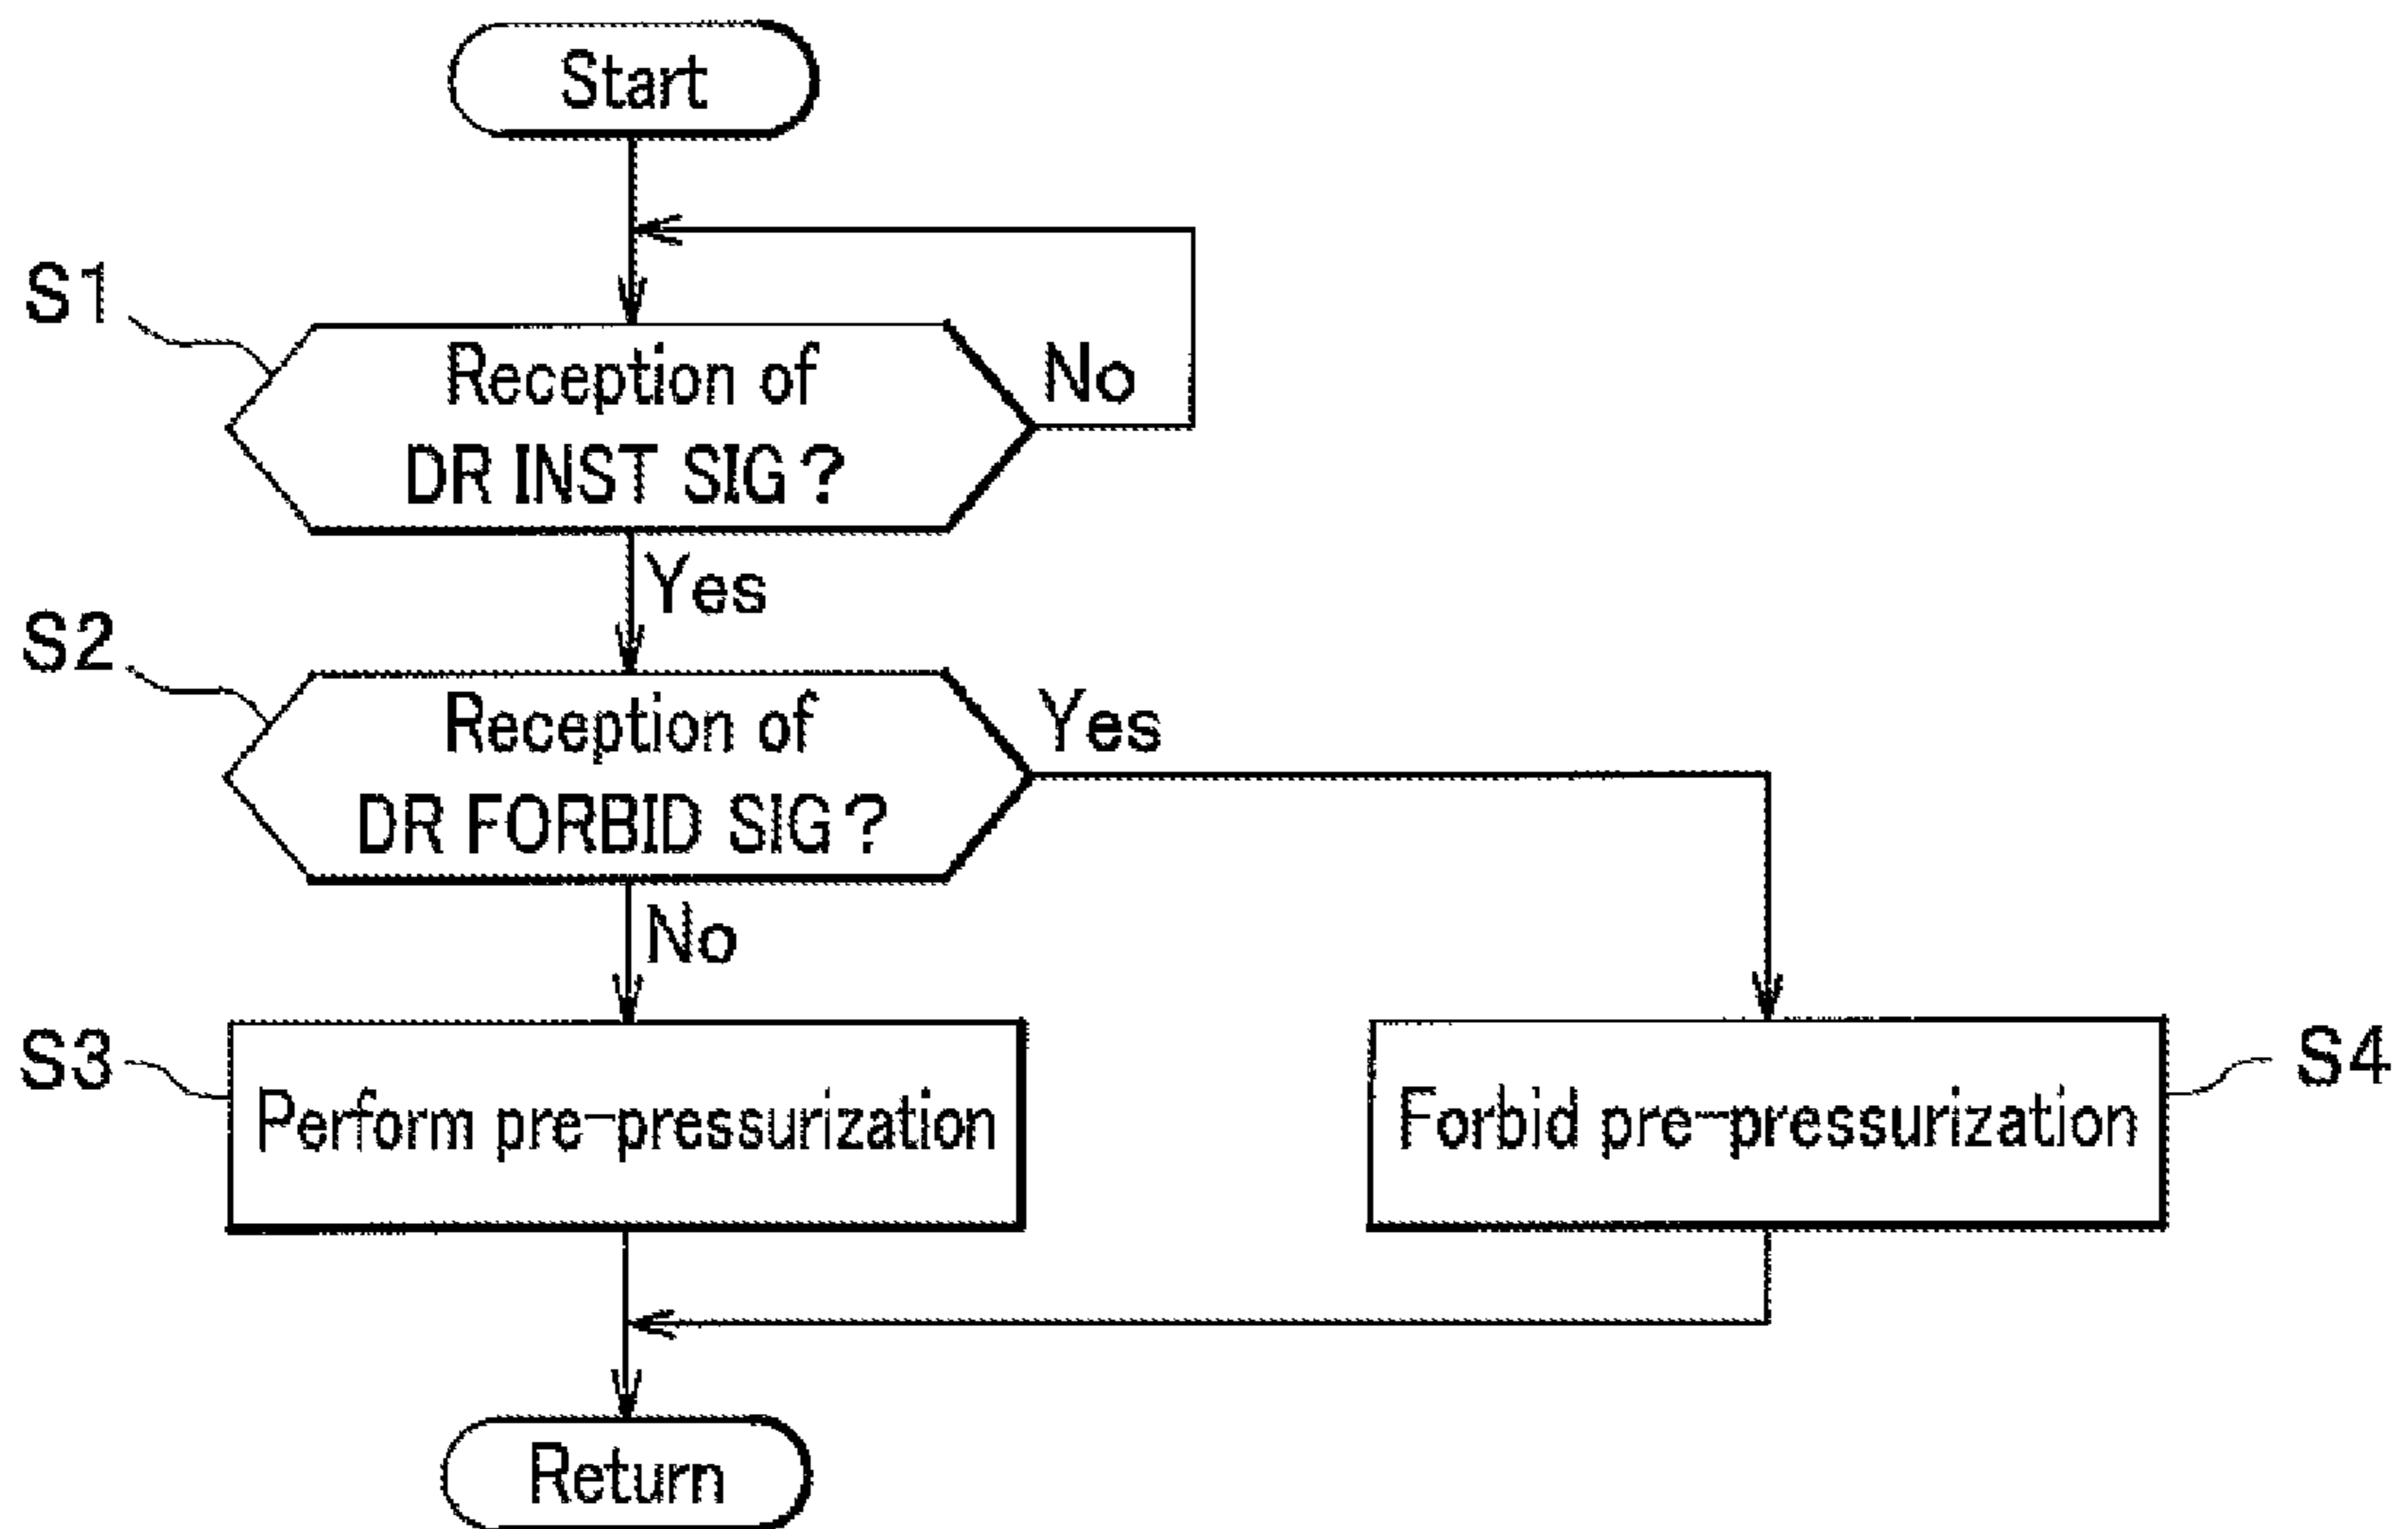 Start
S1
Reception of
DR INST SIG?
No
Yes
S2
Reception of
DR FORBID SIG?
Yes
No
S3
Perform pre-pressurization
Forbid pre-pressurization
S4
Return